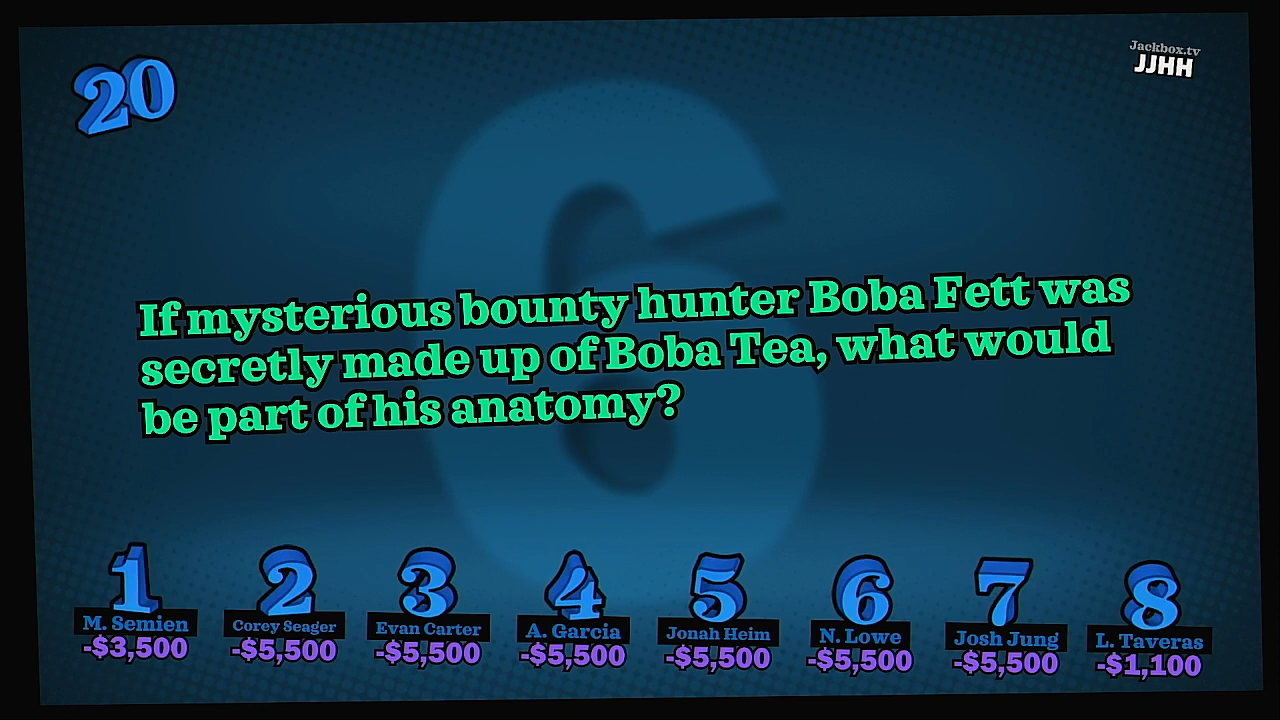 20
Jackbox.tv
JJHH
6
If mysterious bounty hunter Boba Fett was
secretly made up of Boba Tea, what would
be part of his anatomy?
1 2 3 4 5 6 7 8
M. Semien Corey Seager Evan Carter A. Garcia Jonah Heim N. Lowe Josh Jung L. Taveras
-$3,500 -$5,500 -$5,500 -$5,500 -$5,500 -$5,500 -$5,500 -$1,100